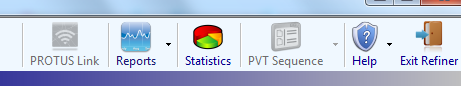 PROTUS Link Reports Statistics PVT Sequence Help Exit Refiner